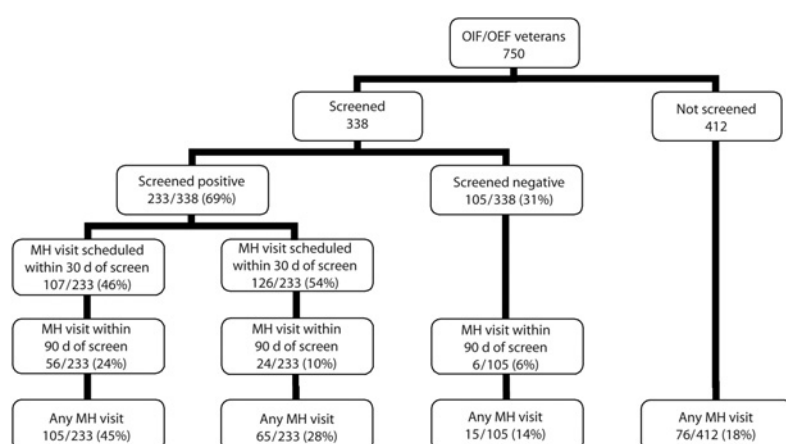 OIF/OEF veterans
750
Screened
338
Not screened
412
Screened positive
233/338 (69%)
Screened negative
105/338 (31%)
MH visit scheduled
within 30 d of screen
107/233 (46%)
MH visit scheduled
within 30 d of screen
126/233 (54%)
MH visit within
90 d of screen
56/233 (24%)
MH visit within
90 d of screen
24/233 (10%)
MH visit within
90 d of screen
6/105 (6%)
Any MH visit
105/233 (45%)
Any MH visit
65/233 (28%)
Any MH visit
15/105 (14%)
Any MH visit
76/412 (18%)